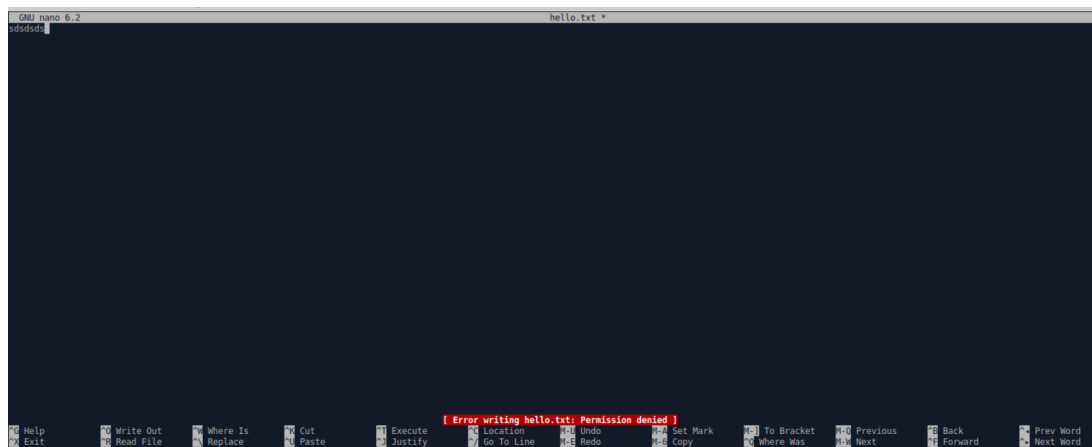 GNU nano 6.2 hello.txt *
sdsdsds
[ Error writing hello.txt: Permission denied ]
^G Help ^O Write Out ^W Where Is ^K Cut ^T Execute ^C Location M-U Undo M-A Set Mark M-] To Bracket M-Q Previous ^B Back ^◂ Prev Word
^X Exit ^R Read File ^\ Replace ^U Paste ^J Justify ^/ Go To Line M-E Redo M-6 Copy ^Q Where Was M-W Next ^F Forward ^▸ Next Word